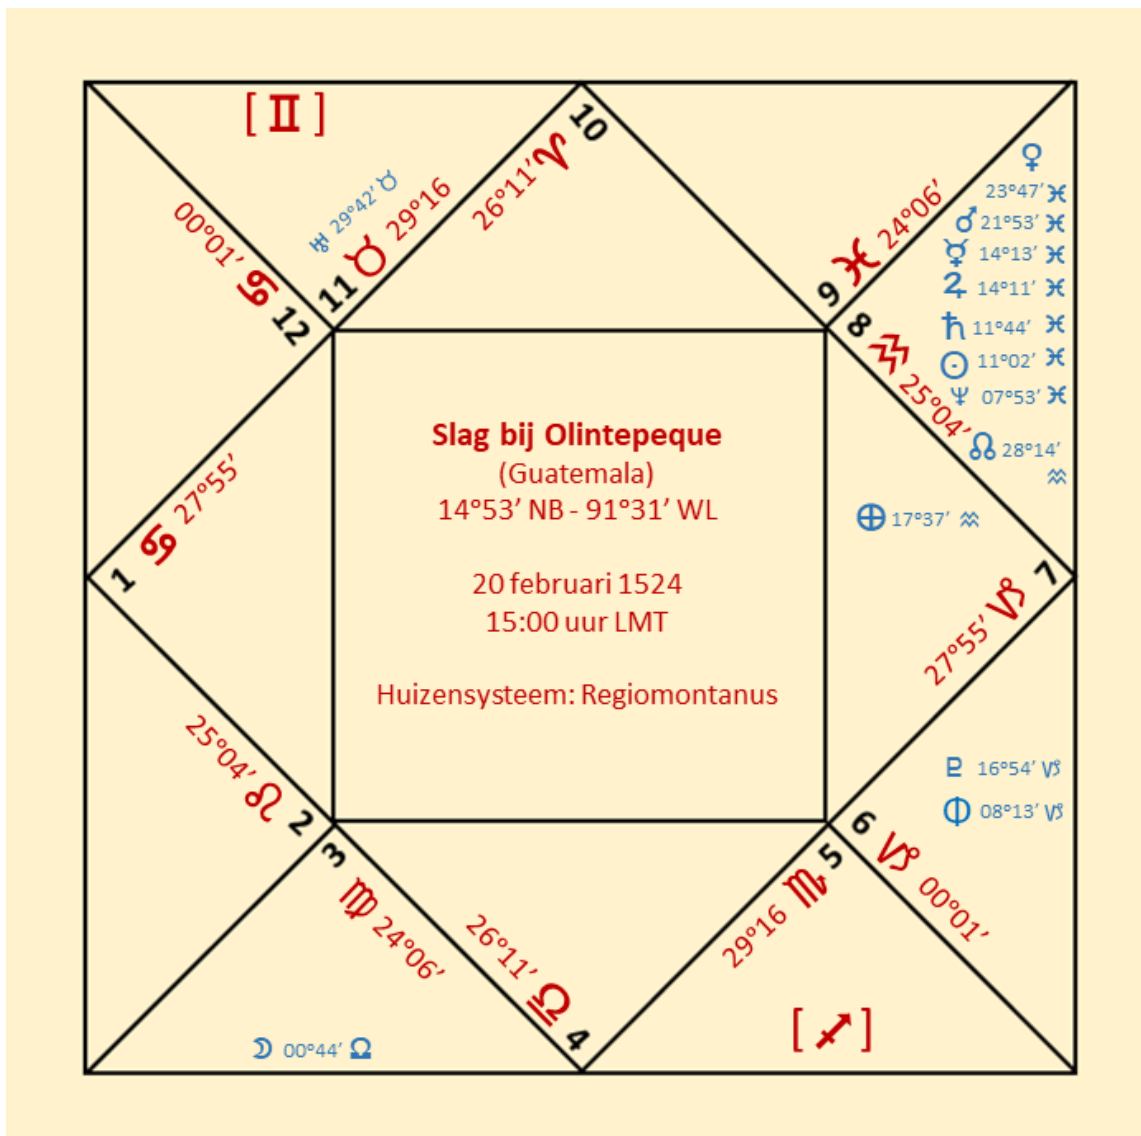 [ ♊ ]
10
26°11′ ♈
♅ 29°42′ ♉
11 ♉ 29°16
00°01′ ♋ 12
9 ♓ 24°06′
8 ♒ 25°04′
♀
23°47′ ♓
♂ 21°53′ ♓
☿ 14°13′ ♓
♃ 14°11′ ♓
♄ 11°44′ ♓
☉ 11°02′ ♓
♆ 07°53′ ♓
☊ 28°14′
♒
Slag bij Olintepeque
(Guatemala)
14°53′ NB - 91°31′ WL
20 februari 1524
15:00 uur LMT
Huizensysteem: Regiomontanus
1 ♋ 27°55′
⊕ 17°37′ ♒
7
27°55′ ♑
25°04′ ♌ 2
3 ♍ 24°06′
26°11′ ♎ 4
☽ 00°44′ ♎
♇ 16°54′ ♑
⏀ 08°13′ ♑
6 ♑ 00°01′
29°16 ♏ 5
[ ♐ ]